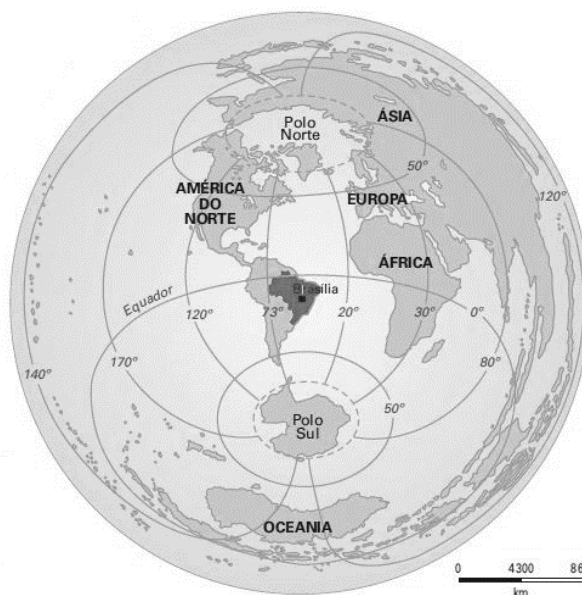 ÁSIA
Polo
Norte
50°
120°
AMÉRICA
DO
NORTE
EUROPA
ÁFRICA
Brasília
Equador
120°
73°
20°
30°
0°
170°
80°
140°
50°
Polo
Sul
OCEANIA
0 4300 86
km